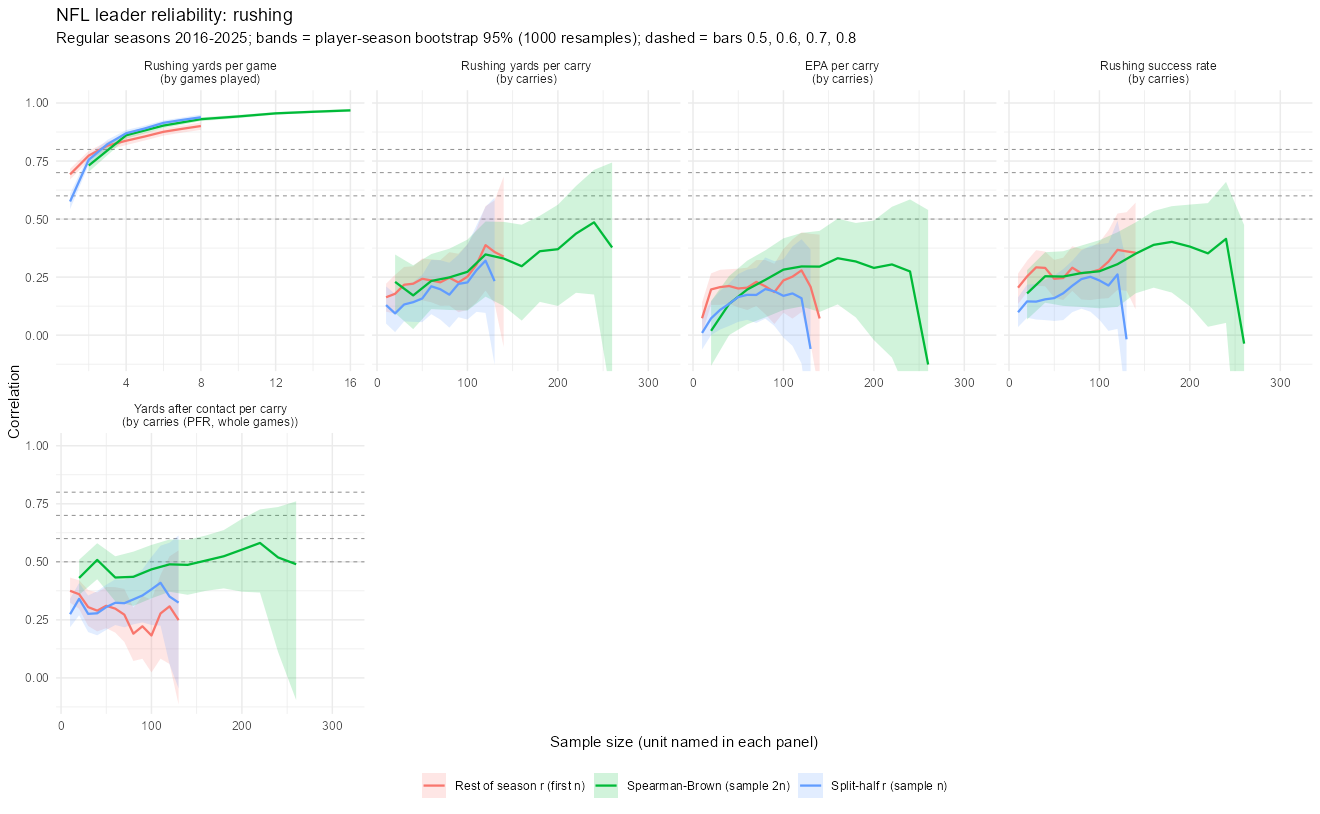 NFL leader reliability: rushing
Regular seasons 2016-2025; bands = player-season bootstrap 95% (1000 resamples); dashed = bars 0.5, 0.6, 0.7, 0.8
Rushing yards per game
(by games played)
Rushing yards per carry
(by carries)
EPA per carry
(by carries)
Rushing success rate
(by carries)
1.00
0.75
0.50
0.25
0.00
4 8 12 16
0 100 200 300
0 100 200 300
0 100 200 300
Yards after contact per carry
(by carries (PFR, whole games))
1.00
0.75
0.50
0.25
0.00
0 100 200 300
Correlation
Sample size (unit named in each panel)
Rest of season r (first n) Spearman-Brown (sample 2n) Split-half r (sample n)